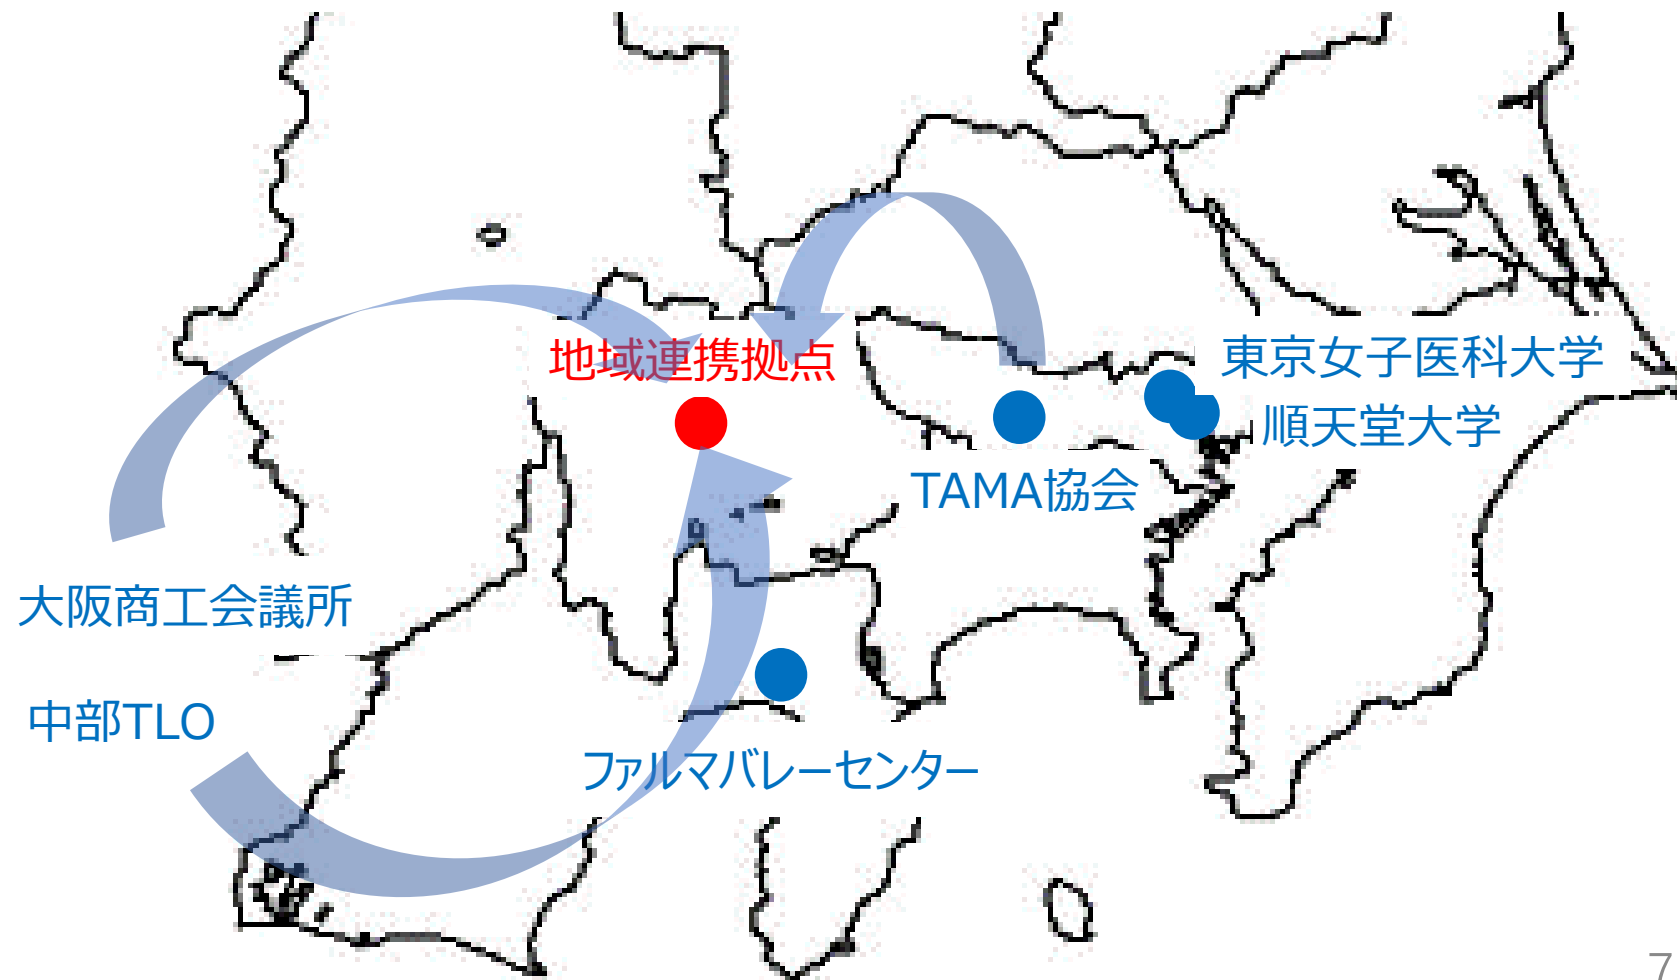 地域連携拠点
東京女子医科大学
順天堂大学
TAMA協会
大阪商工会議所
中部TLO
ファルマバレーセンター
7